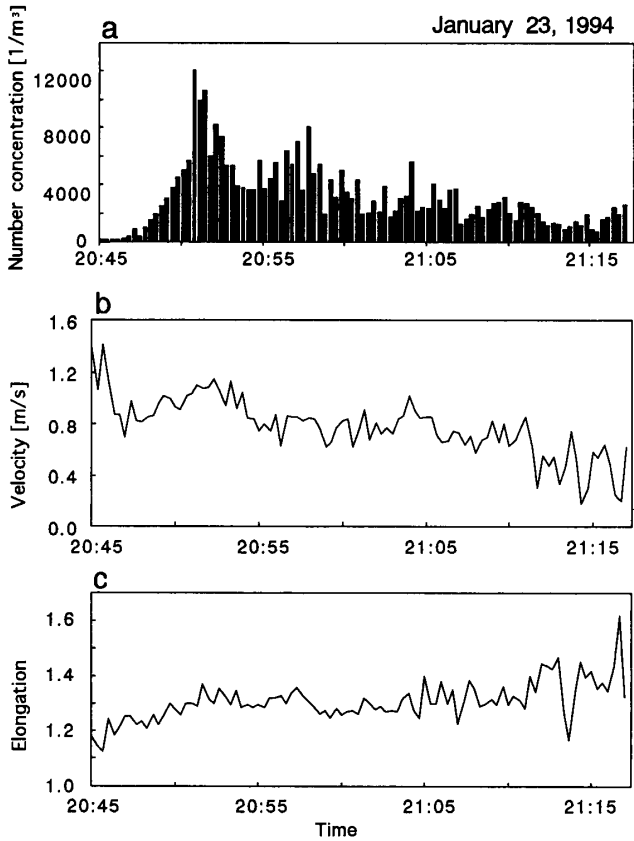 a
January 23, 1994
Number concentration [1/m³]
12000
8000
4000
0
20:45 20:55 21:05 21:15
b
Velocity [m/s]
1.6
1.2
0.8
0.4
0.0
20:45 20:55 21:05 21:15
c
Elongation
1.6
1.4
1.2
1.0
20:45 20:55 21:05 21:15
Time